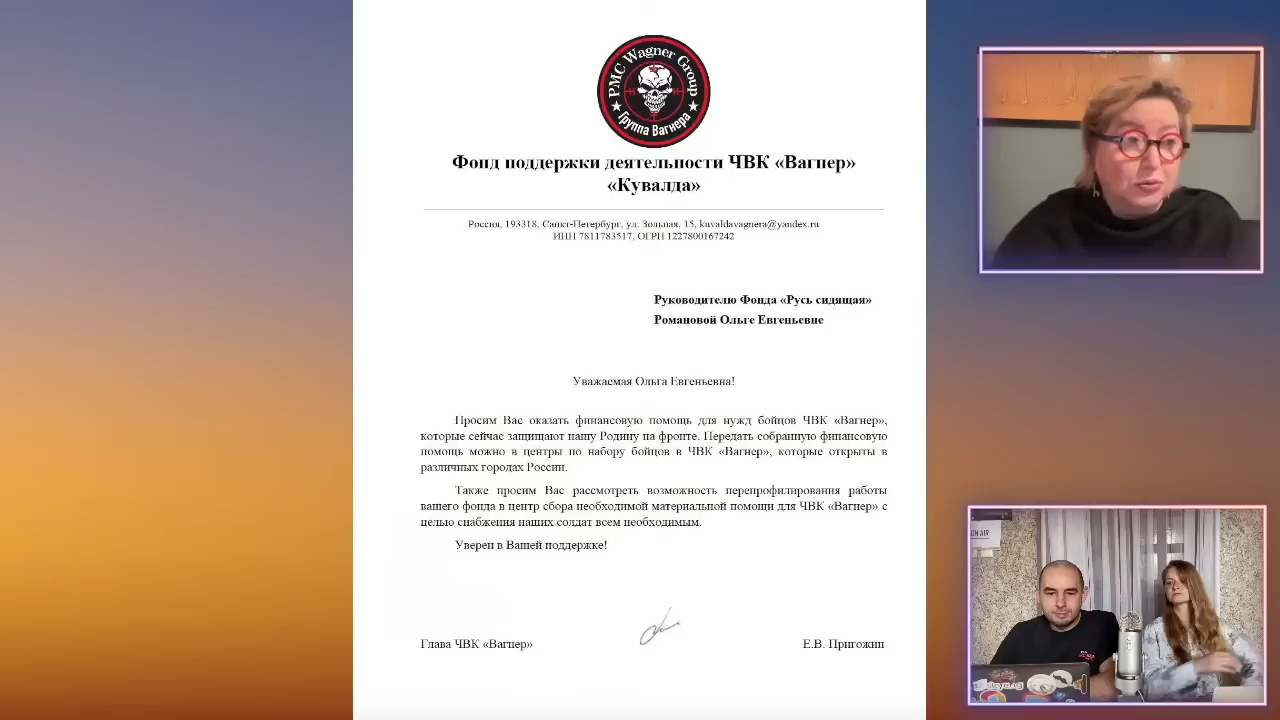 PMC Wagner Group
Группа Вагнера
Фонд поддержки деятельности ЧВК «Вагнер»
«Кувалда»
Россия, 193318, Санкт-Петербург, ул. Зольная, 15, kuvaldavagnera@yandex.ru
ИНН 7811783517, ОГРН 1227800167242
Руководителю Фонда «Русь сидящая»
Романовой Ольге Евгеньевне
Уважаемая Ольга Евгеньевна!
Просим Вас оказать финансовую помощь для нужд бойцов ЧВК «Вагнер»,
которые сейчас защищают нашу Родину на фронте. Передать собранную финансовую
помощь можно в центры по набору бойцов в ЧВК «Вагнер», которые открыты в
различных городах России.
Также просим Вас рассмотреть возможность перепрофилирования работы
вашего фонда в центр сбора необходимой материальной помощи для ЧВК «Вагнер» с
целью снабжения наших солдат всем необходимым.
Уверен в Вашей поддержке!
Глава ЧВК «Вагнер»
Е.В. Пригожин
ON AIR